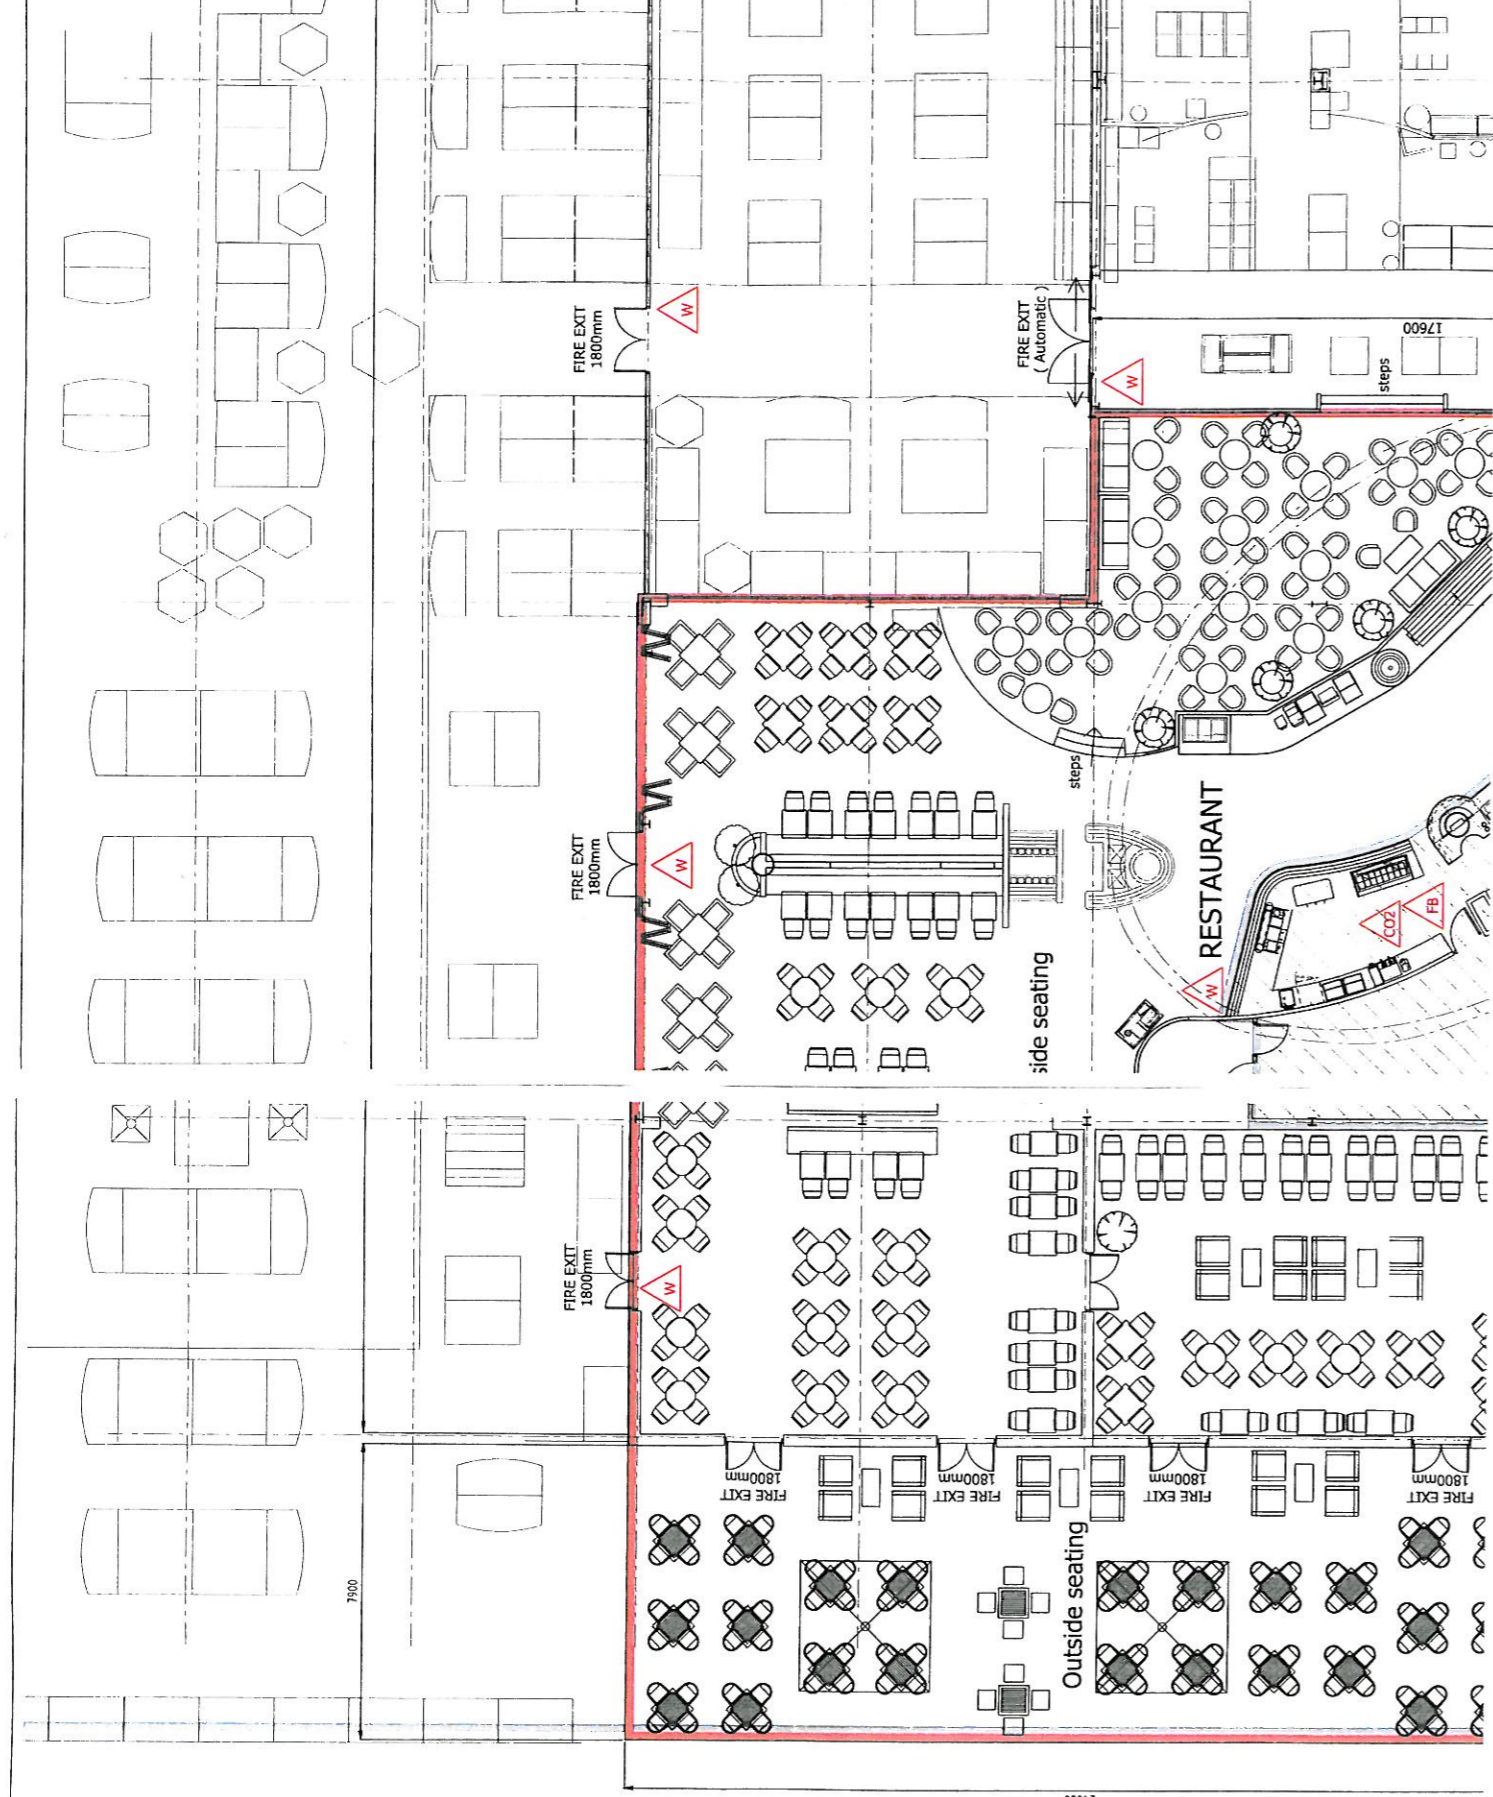 FIRE EXIT
1800mm
W
FIRE EXIT
( Automatic )
W
17600
steps
steps
FIRE EXIT
1800mm
W
RESTAURANT
CO2
FB
W
side seating
FIRE EXIT
1800mm
W
FIRE EXIT
1800mm
FIRE EXIT
1800mm
FIRE EXIT
1800mm
FIRE EXIT
1800mm
7900
Outside seating